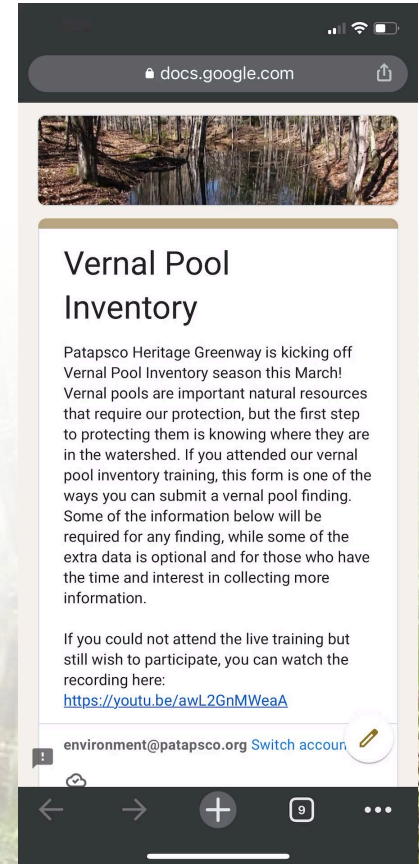 docs.google.com
Vernal Pool
Inventory
Patapsco Heritage Greenway is kicking off
Vernal Pool Inventory season this March!
Vernal pools are important natural resources
that require our protection, but the first step
to protecting them is knowing where they are
in the watershed. If you attended our vernal
pool inventory training, this form is one of the
ways you can submit a vernal pool finding.
Some of the information below will be
required for any finding, while some of the
extra data is optional and for those who have
the time and interest in collecting more
information.
If you could not attend the live training but
still wish to participate, you can watch the
recording here:
https://youtu.be/awL2GnMWeaA
environment@patapsco.org Switch accoun
9